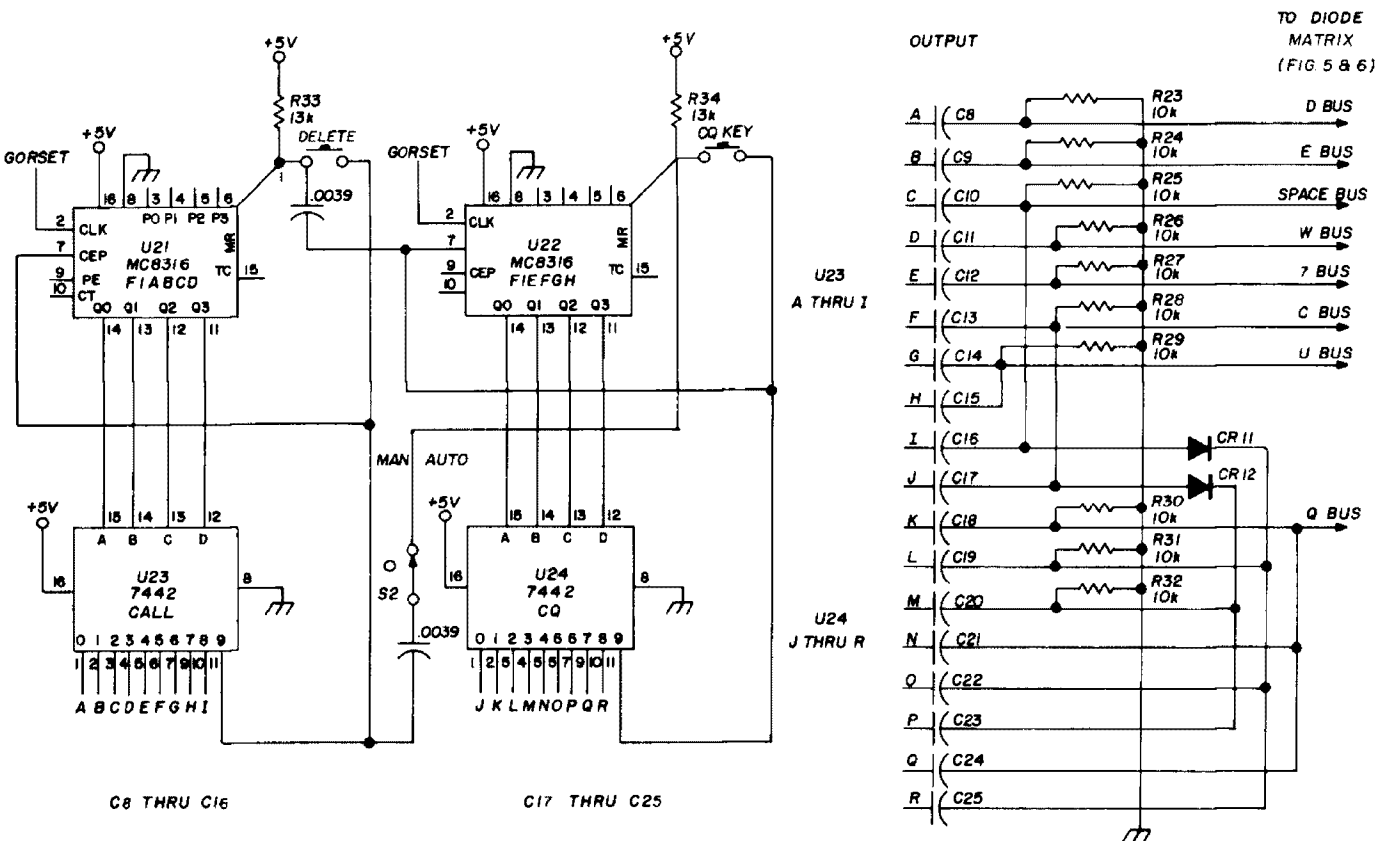 +5V
R33
13k
DELETE
+5V
GORSET
16 8 3 4 5 6
P0 P1 P2 P3
1
2 CLK
7 CEP
9 PE
10 CT
U21
MC8316
F1ABCD
MR
TC 15
Q0 Q1 Q2 Q3
14 13 12 11
.0039
+5V
R34
13k
CQ KEY
+5V
GORSET
16 8 3 4 5 6
2 CLK
7
9 CEP
10
U22
MC8316
F1EFGH
MR
TC 15
Q0 Q1 Q2 Q3
14 13 12 11
MAN AUTO
S2
.0039
+5V
15 14 13 12
A B C D
16
U23
7442
CALL
8
0 1 2 3 4 5 6 7 8 9
1 2 3 4 5 6 7 9 10 11
A B C D E F G H I
+5V
15 14 13 12
A B C D
16
U24
7442
CQ
8
0 1 2 3 4 5 6 7 8 9
1 2 5 4 5 5 7 9 10 11
J K L M N O P Q R
C8 THRU C16
C17 THRU C25
U23
A THRU I
U24
J THRU R
OUTPUT
TO DIODE
MATRIX
(FIG. 5 & 6)
A C8 R23 10k D BUS
B C9 R24 10k E BUS
C C10 R25 10k SPACE BUS
D C11 R26 10k W BUS
E C12 R27 10k ? BUS
F C13 R28 10k C BUS
G C14 R29 10k U BUS
H C15
I C16 CR11
J C17 CR12
K C18 R30 10k Q BUS
L C19 R31 10k
M C20 R32 10k
N C21
O C22
P C23
Q C24
R C25